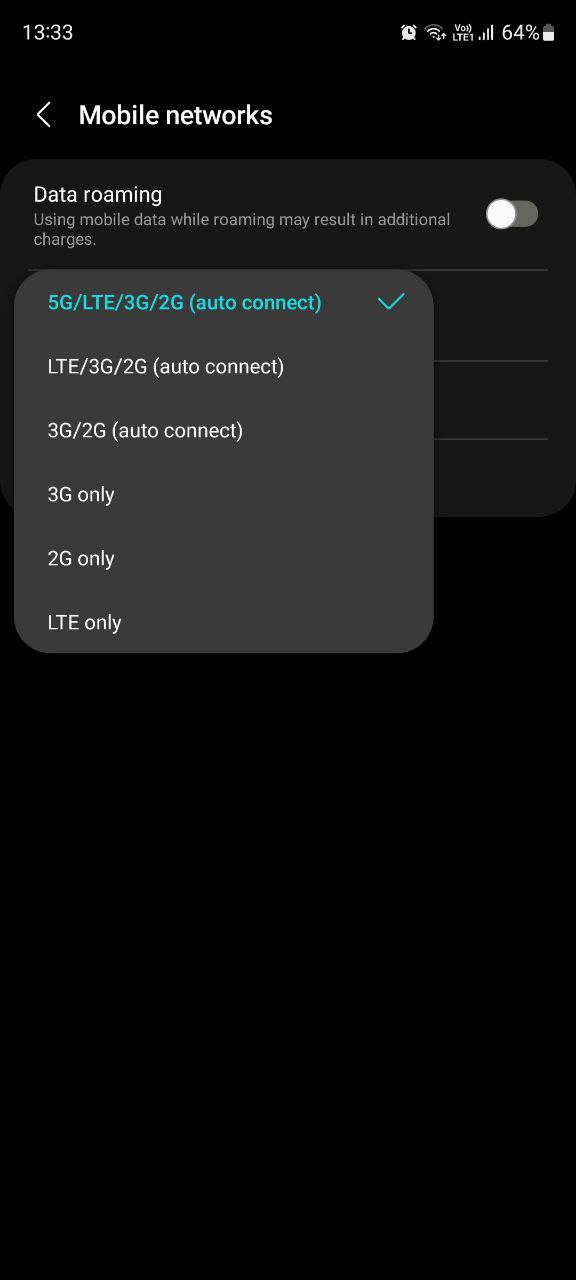 13:33
Vo)) LTE1 64%
Mobile networks
Data roaming
Using mobile data while roaming may result in additional
charges.
5G/LTE/3G/2G (auto connect)
LTE/3G/2G (auto connect)
3G/2G (auto connect)
3G only
2G only
LTE only